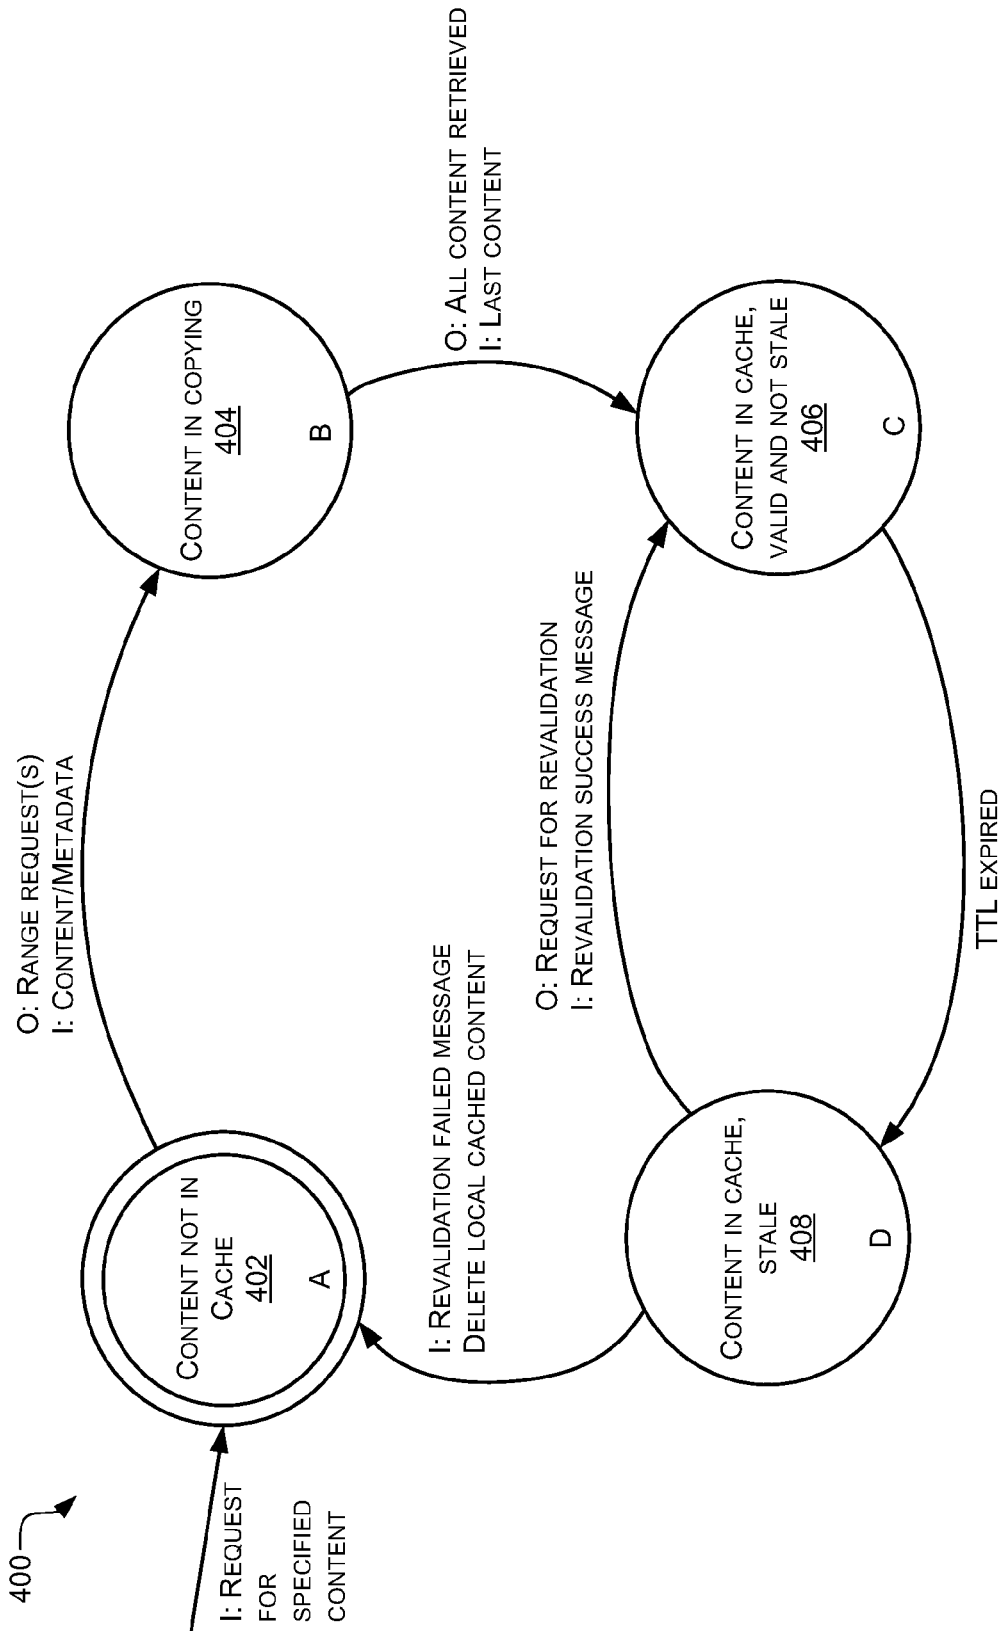 400
I: REQUEST
FOR
SPECIFIED
CONTENT
CONTENT NOT IN
CACHE
402
A
O: RANGE REQUEST(S)
I: CONTENT/METADATA
CONTENT IN COPYING
404
B
O: ALL CONTENT RETRIEVED
I: LAST CONTENT
I: REVALIDATION FAILED MESSAGE
DELETE LOCAL CACHED CONTENT
O: REQUEST FOR REVALIDATION
I: REVALIDATION SUCCESS MESSAGE
CONTENT IN CACHE,
STALE
408
D
CONTENT IN CACHE,
VALID AND NOT STALE
406
C
TTL EXPIRED